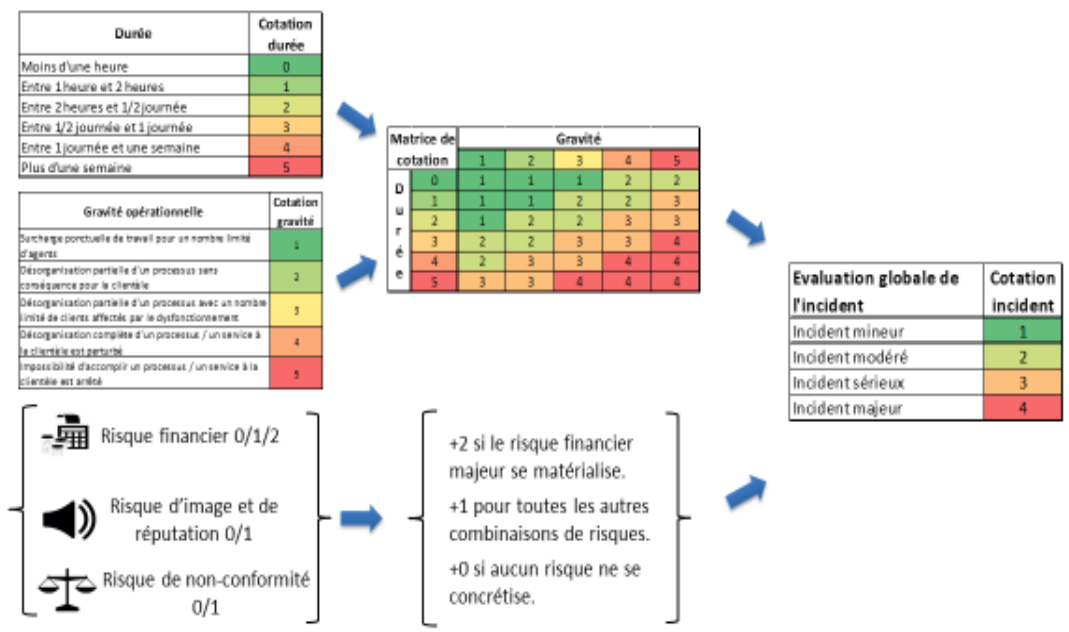 Durée
Cotation
durée
Moins d'une heure
0
Entre 1 heure et 2 heures
1
Entre 2 heures et 1/2 journée
2
Entre 1/2 journée et 1 journée
3
Entre 1 journée et une semaine
4
Plus d'une semaine
5
Gravité opérationnelle
Cotation
gravité
Surcharge ponctuelle de travail pour un nombre limité
d'agents
1
Désorganisation partielle d'un processus sans
conséquence pour la clientèle
2
Désorganisation partielle d'un processus avec un nombre
limité de clients affectés par le dysfonctionnement
3
Désorganisation complète d'un processus / un service à
la clientèle est perturbé
4
Impossibilité d'accomplir un processus / un service à la
clientèle est arrêté
5
Matrice de
cotation
Gravité
1 2 3 4 5
Durée
0 1 1 1 2 2
1 1 1 2 2 3
2 1 2 2 3 3
3 2 2 3 3 4
4 2 3 3 4 4
5 3 3 4 4 4
Evaluation globale de
l'incident
Cotation
incident
Incident mineur
1
Incident modéré
2
Incident sérieux
3
Incident majeur
4
Risque financier 0/1/2
Risque d'image et de
réputation 0/1
Risque de non-conformité
0/1
+2 si le risque financier
majeur se matérialise.
+1 pour toutes les autres
combinaisons de risques.
+0 si aucun risque ne se
concrétise.